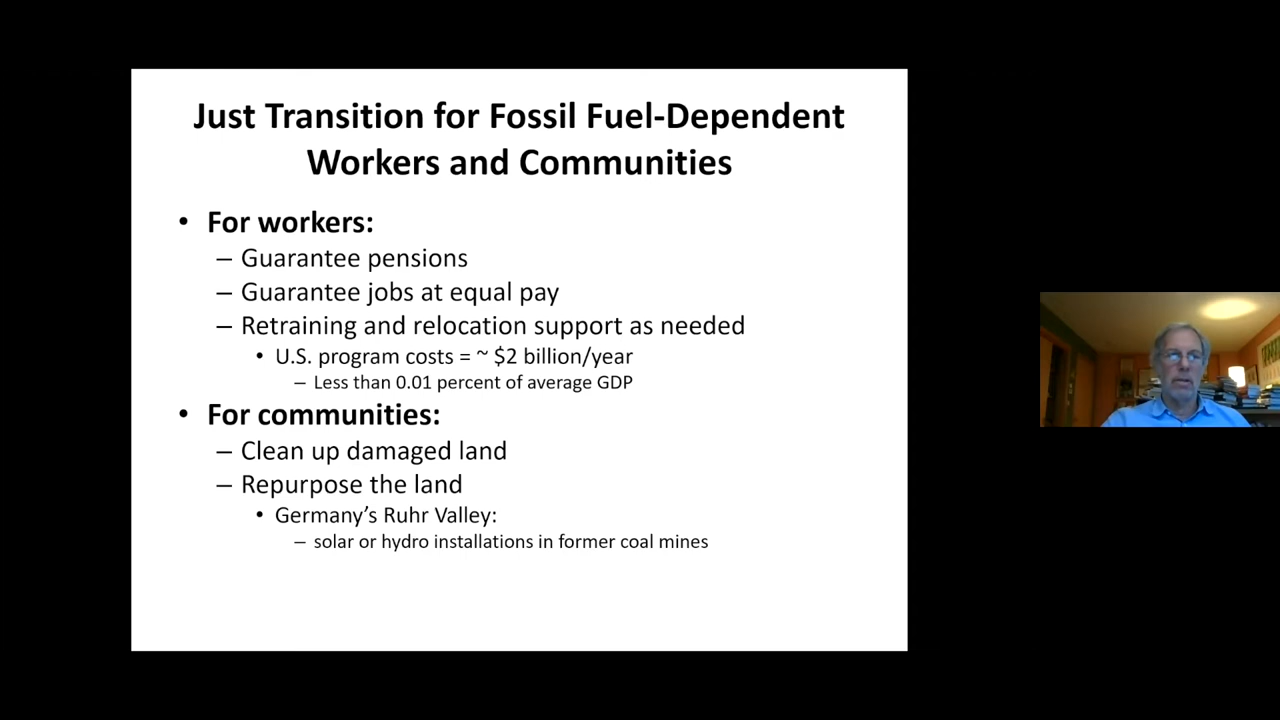 Just Transition for Fossil Fuel-Dependent
Workers and Communities
• For workers:
– Guarantee pensions
– Guarantee jobs at equal pay
– Retraining and relocation support as needed
• U.S. program costs = ~ $2 billion/year
– Less than 0.01 percent of average GDP
• For communities:
– Clean up damaged land
– Repurpose the land
• Germany’s Ruhr Valley:
– solar or hydro installations in former coal mines